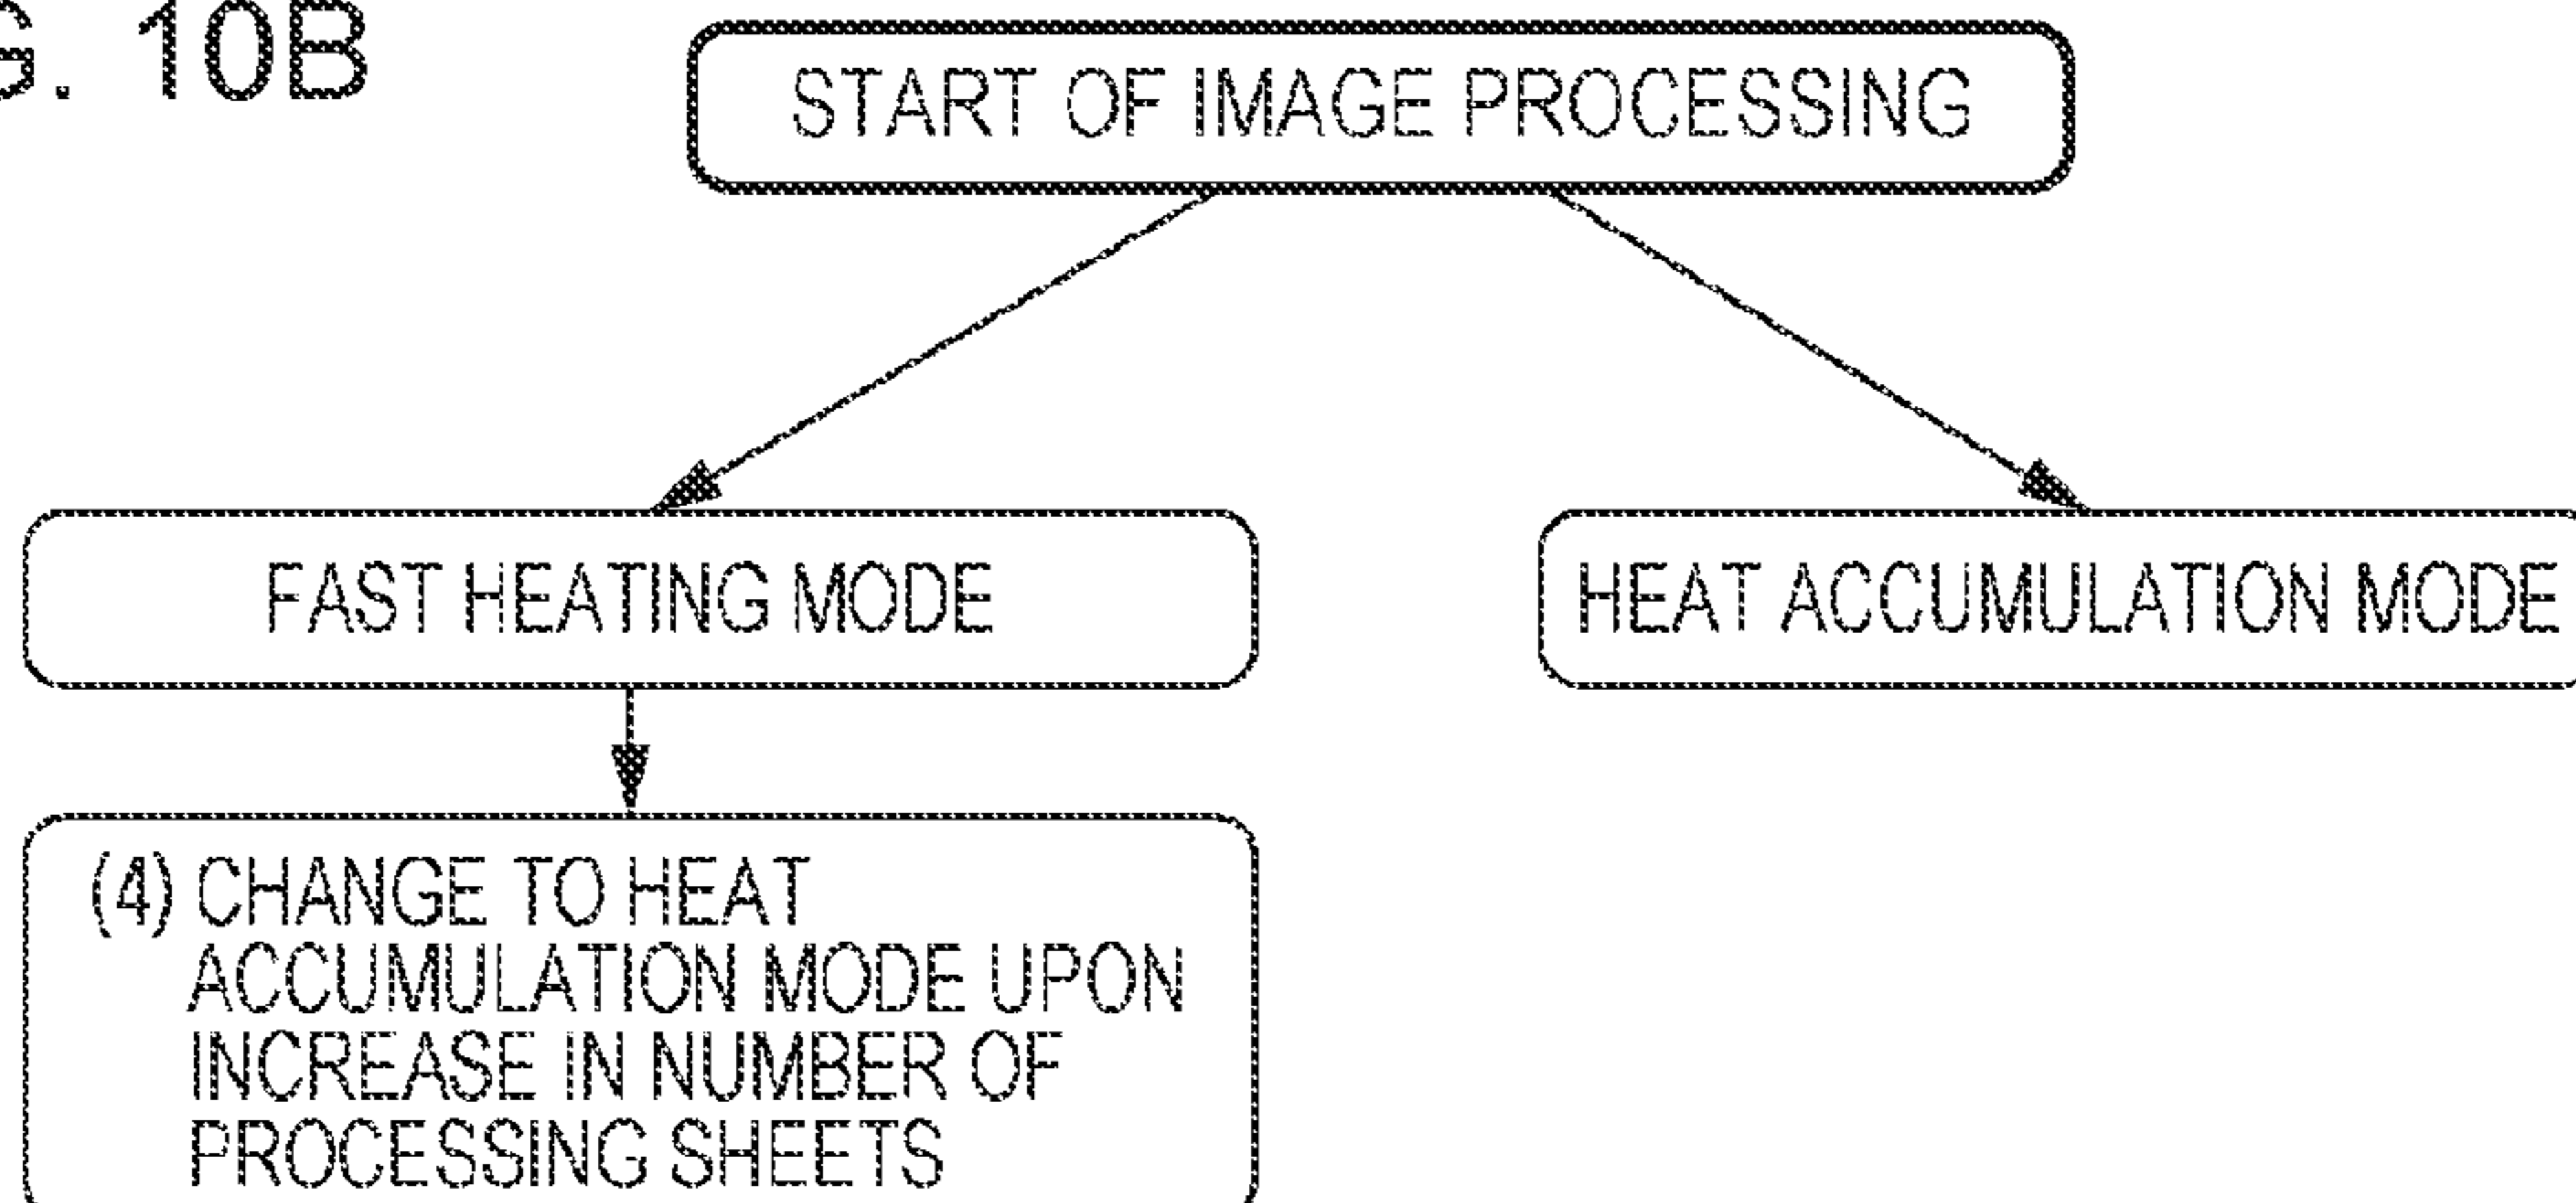 G. 10B
START OF IMAGE PROCESSING
FAST HEATING MODE
HEAT ACCUMULATION MODE
(4) CHANGE TO HEAT
ACCUMULATION MODE UPON
INCREASE IN NUMBER OF
PROCESSING SHEETS